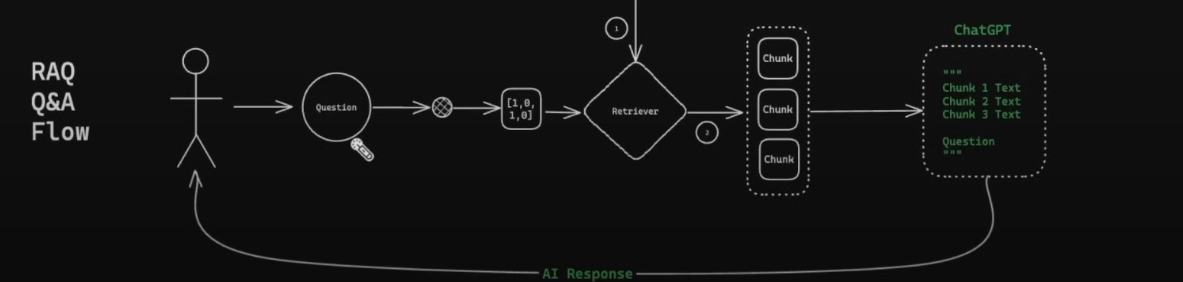 RAQ
Q&A
Flow
Question
[1,0,
1,0]
1
Retriever
2
Chunk
Chunk
Chunk
ChatGPT
"""
Chunk 1 Text
Chunk 2 Text
Chunk 3 Text
Question
"""
AI Response